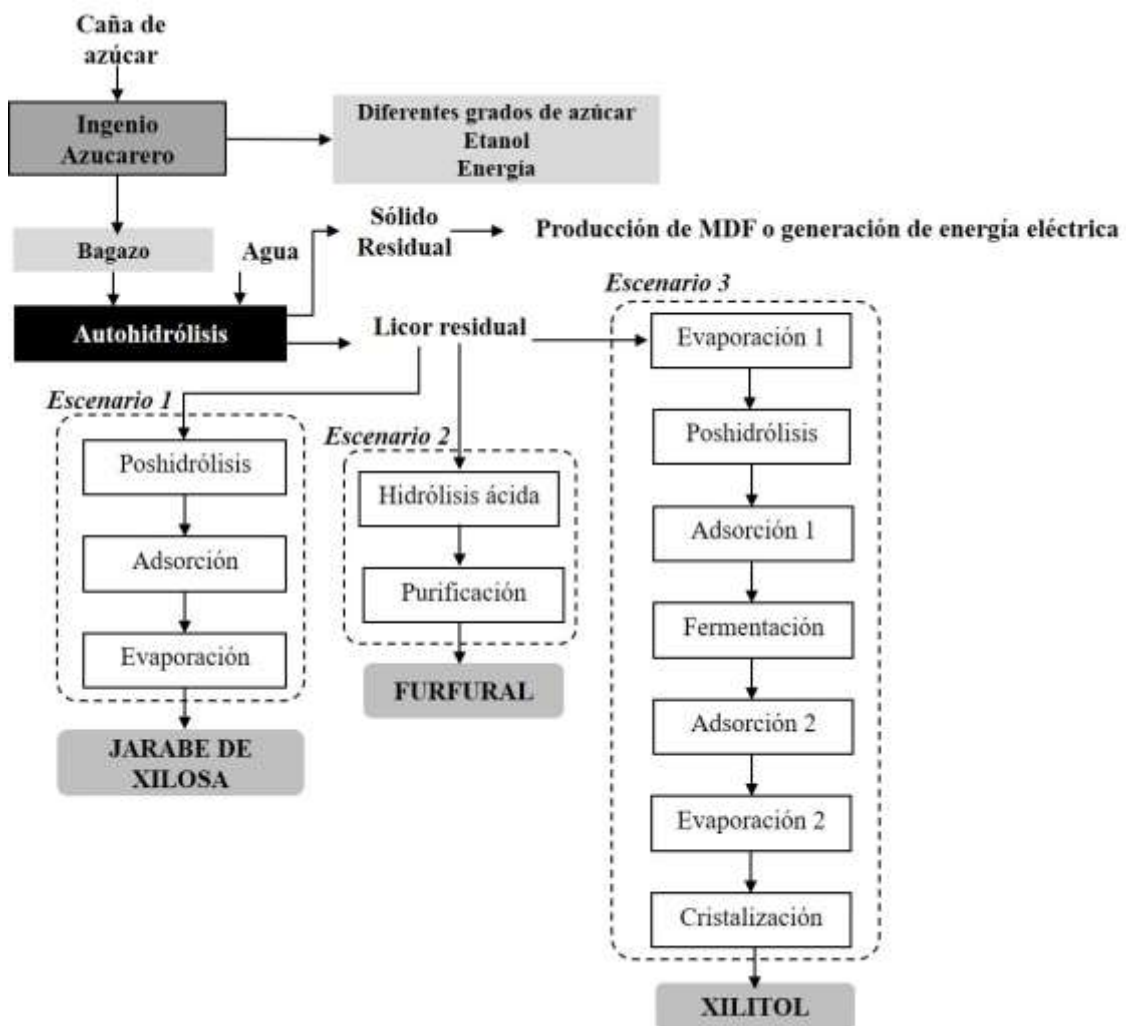 Caña de
azúcar
Ingenio
Azucarero
Diferentes grados de azúcar
Etanol
Energía
Bagazo
Agua
Sólido
Residual
Producción de MDF o generación de energía eléctrica
Autohidrólisis
Licor residual
Escenario 1
Poshidrólisis
Adsorción
Evaporación
JARABE DE
XILOSA
Escenario 2
Hidrólisis ácida
Purificación
FURFURAL
Escenario 3
Evaporación 1
Poshidrólisis
Adsorción 1
Fermentación
Adsorción 2
Evaporación 2
Cristalización
XILITOL